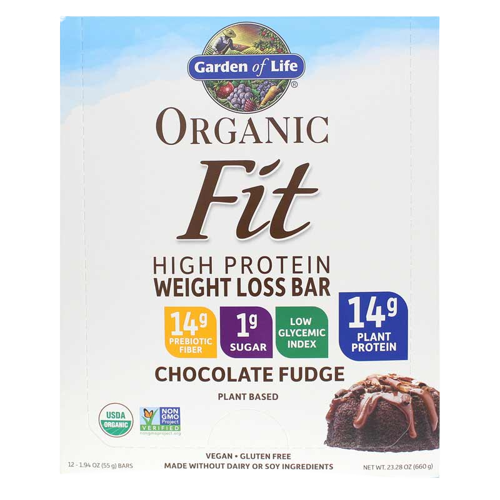 Garden of Life
®
ORGANIC
Fit
HIGH PROTEIN
WEIGHT LOSS BAR
14g
PREBIOTIC
FIBER
1g
SUGAR
LOW
GLYCEMIC
INDEX
14g
PLANT
PROTEIN
CHOCOLATE FUDGE
PLANT BASED
USDA
ORGANIC
NON
GMO
Project
VERIFIED
nongmoproject.org
VEGAN • GLUTEN FREE
MADE WITHOUT DAIRY OR SOY INGREDIENTS
12 - 1.94 OZ (55 g) BARS
NET WT. 23.28 OZ (660 g)